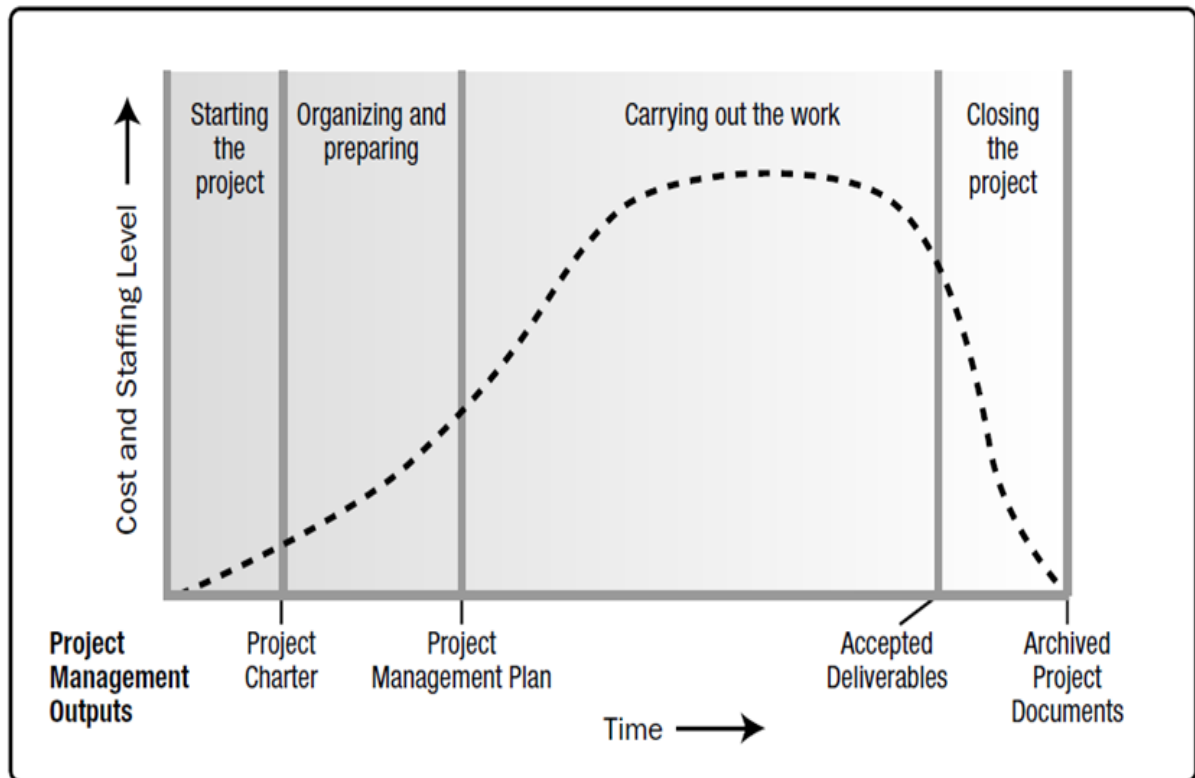 Starting
the
project
Organizing and
preparing
Carrying out the work
Closing
the
project
Cost and Staffing Level
Project
Management
Outputs
Project
Charter
Project
Management Plan
Accepted
Deliverables
Archived
Project
Documents
Time